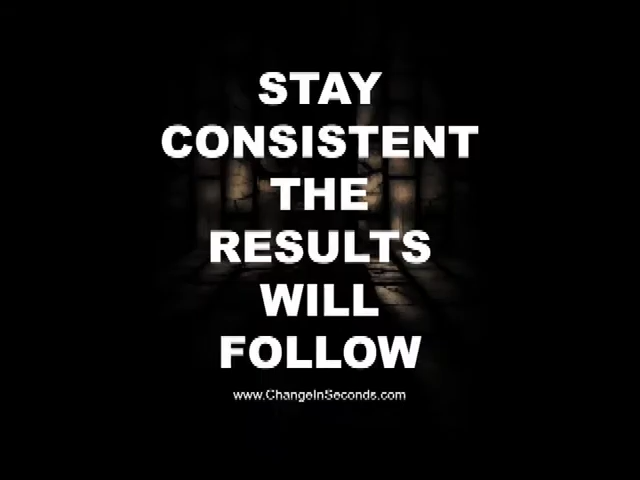 STAY
CONSISTENT
THE
RESULTS
WILL
FOLLOW
www.ChangeInSeconds.com